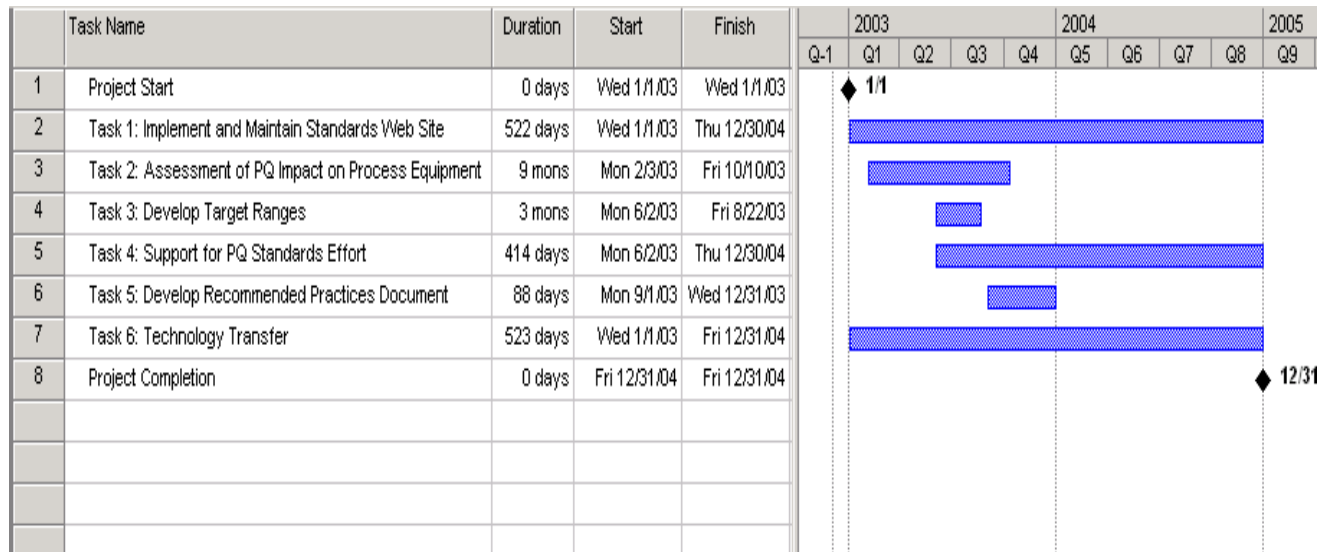 Task Name Duration Start Finish 2003 2004 2005
Q-1 Q1 Q2 Q3 Q4 Q5 Q6 Q7 Q8 Q9
1 Project Start 0 days Wed 1/1/03 Wed 1/1/03 1/1
2 Task 1: Implement and Maintain Standards Web Site 522 days Wed 1/1/03 Thu 12/30/04
3 Task 2: Assessment of PQ Impact on Process Equipment 9 mons Mon 2/3/03 Fri 10/10/03
4 Task 3: Develop Target Ranges 3 mons Mon 6/2/03 Fri 8/22/03
5 Task 4: Support for PQ Standards Effort 414 days Mon 6/2/03 Thu 12/30/04
6 Task 5: Develop Recommended Practices Document 88 days Mon 9/1/03 Wed 12/31/03
7 Task 6: Technology Transfer 523 days Wed 1/1/03 Fri 12/31/04
8 Project Completion 0 days Fri 12/31/04 Fri 12/31/04 12/31